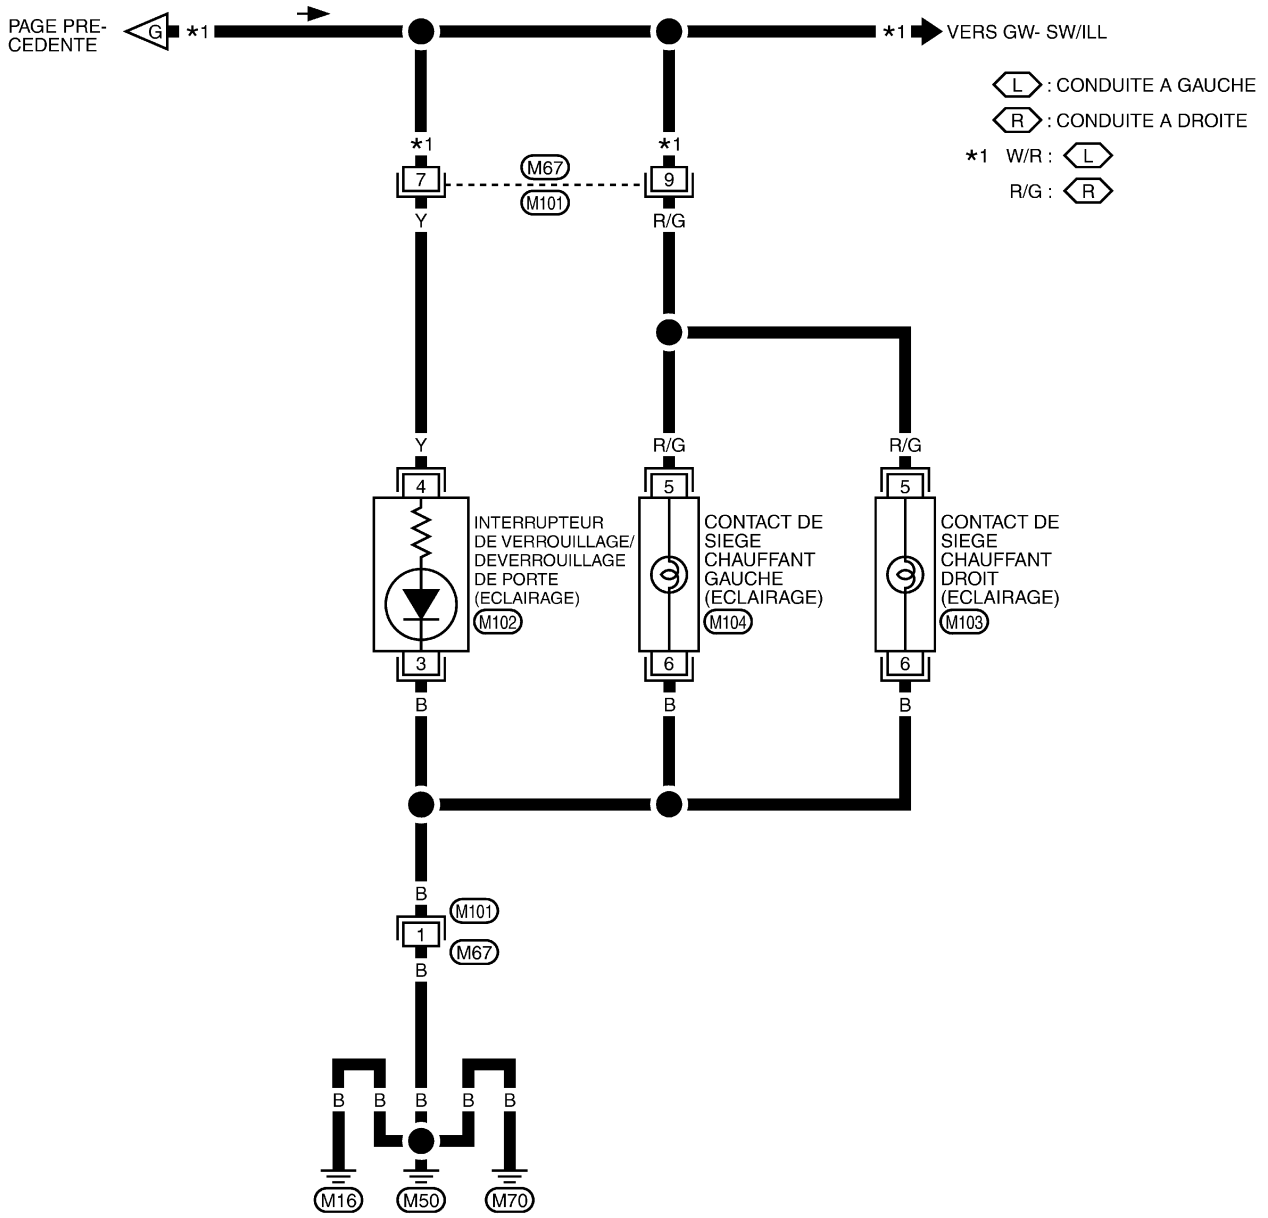 PAGE PRE-
CEDENTE
G
*1
*1
VERS GW- SW/ILL
L : CONDUITE A GAUCHE
R : CONDUITE A DROITE
*1 W/R : L
R/G : R
*1
*1
7
M67
M101
9
Y
R/G
Y
R/G
R/G
4
5
5
INTERRUPTEUR
DE VERROUILLAGE/
DEVERROUILLAGE
DE PORTE
(ECLAIRAGE)
M102
CONTACT DE
SIEGE
CHAUFFANT
GAUCHE
(ECLAIRAGE)
M104
CONTACT DE
SIEGE
CHAUFFANT
DROIT
(ECLAIRAGE)
M103
3
6
6
B
B
B
B
M101
1
M67
B
B
B
B
B
B
M16
M50
M70